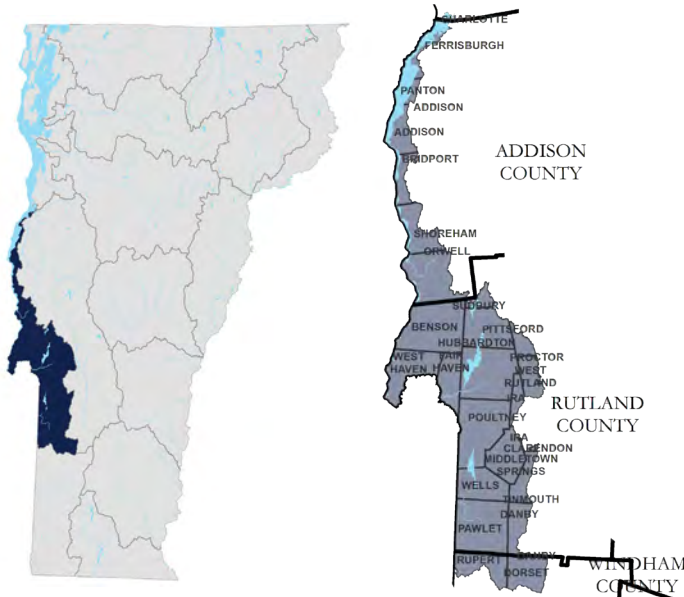 CHARLOTTE
FERRISBURGH
PANTON
ADDISON
ADDISON
BRIDPORT
ADDISON
COUNTY
SHOREHAM
ORWELL
SUDBURY
BENSON
PITTSFORD
HUBBARDTON
WEST
HAVEN
FAIR
HAVEN
PROCTOR
WEST
RUTLAND
IRA
POULTNEY
RUTLAND
COUNTY
IRA
CLARENDON
MIDDLETOWN
SPRINGS
WELLS
TINMOUTH
DANBY
PAWLET
RUPERT
DANBY
DORSET
WINDHAM
COUNTY